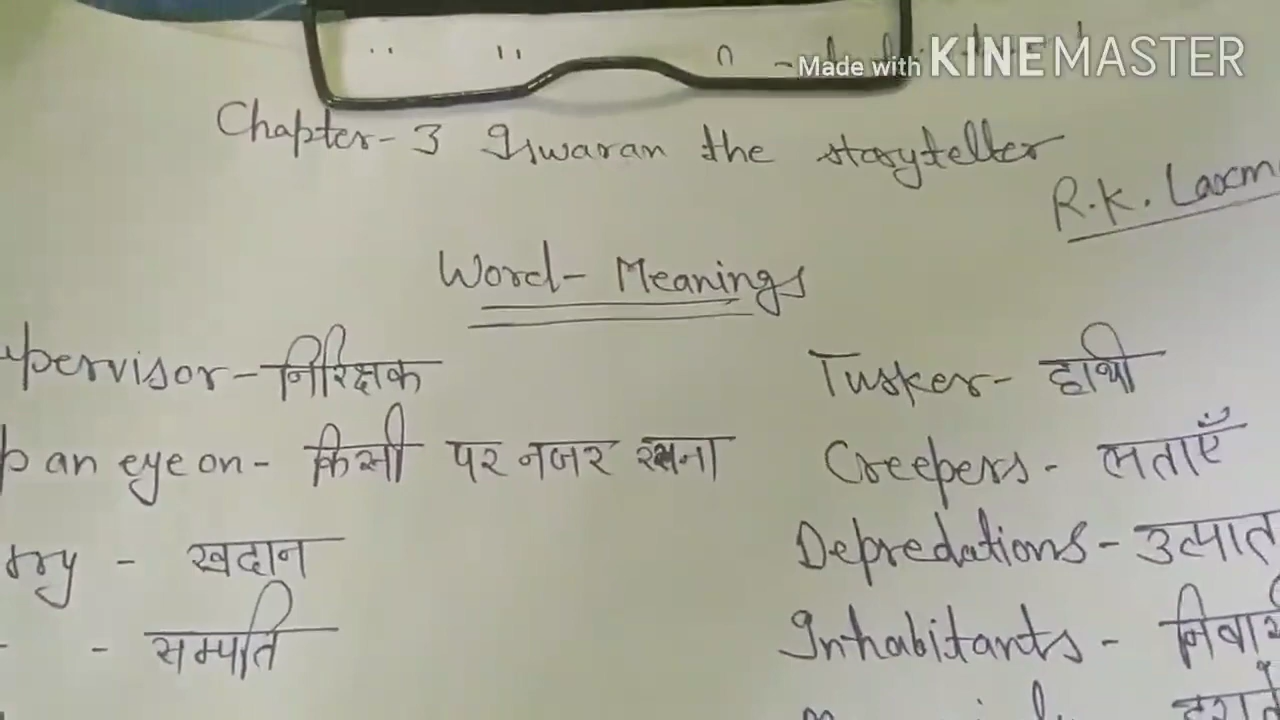 Made with KINEMASTER
Chapter-3 Iswaran the storyteller
R.K. Laxm
Word-Meanings
pervisor - निरिक्षक
p an eye on - किसी पर नजर रखना
rry - खदान
- सम्पति
Tusker - हाथी
Creepers - लताएँ
Depredations - उत्पात
Inhabitants - निवास